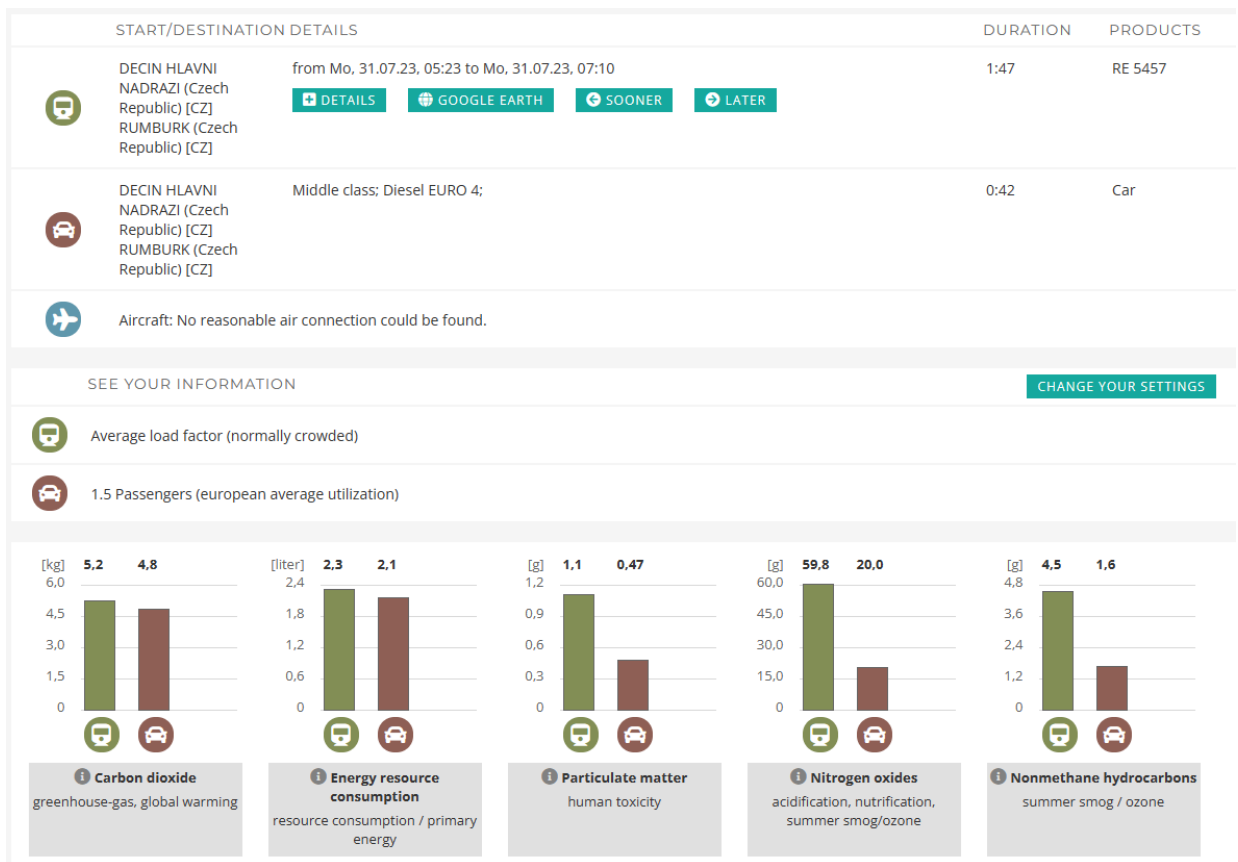 START/DESTINATION DETAILS DURATION PRODUCTS
DECIN HLAVNI
NADRAZI (Czech
Republic) [CZ]
RUMBURK (Czech
Republic) [CZ]
from Mo, 31.07.23, 05:23 to Mo, 31.07.23, 07:10
DETAILS GOOGLE EARTH SOONER LATER
1:47
RE 5457
DECIN HLAVNI
NADRAZI (Czech
Republic) [CZ]
RUMBURK (Czech
Republic) [CZ]
Middle class; Diesel EURO 4;
0:42
Car
Aircraft: No reasonable air connection could be found.
SEE YOUR INFORMATION
CHANGE YOUR SETTINGS
Average load factor (normally crowded)
1.5 Passengers (european average utilization)
[kg] 5,2 4,8
6,0
4,5
3,0
1,5
0
Carbon dioxide
greenhouse-gas, global warming
[liter] 2,3 2,1
2,4
1,8
1,2
0,6
0
Energy resource
consumption
resource consumption / primary
energy
[g] 1,1 0,47
1,2
0,9
0,6
0,3
0
Particulate matter
human toxicity
[g] 59,8 20,0
60,0
45,0
30,0
15,0
0
Nitrogen oxides
acidification, nutrification,
summer smog/ozone
[g] 4,5 1,6
4,8
3,6
2,4
1,2
0
Nonmethane hydrocarbons
summer smog / ozone